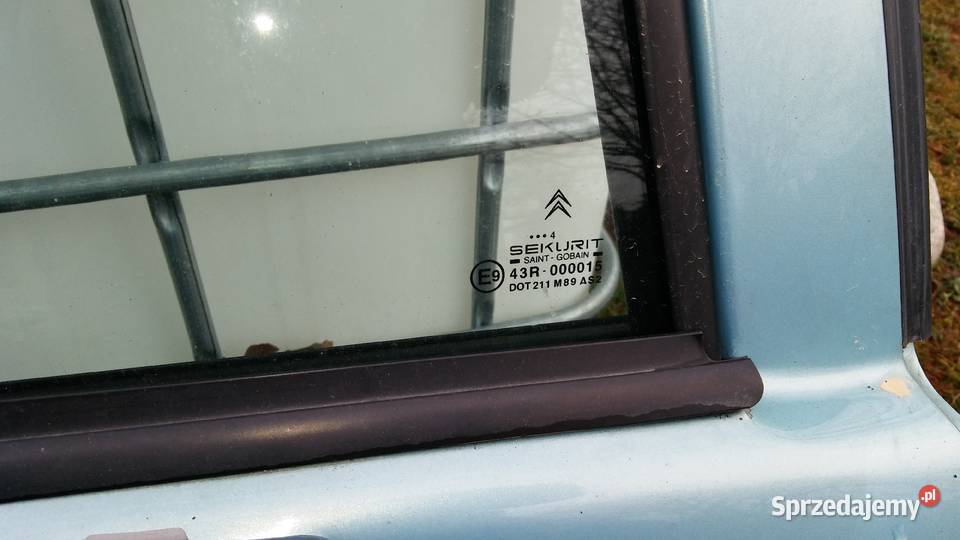 •••4
SEKURIT
SAINT - GOBAIN
E9 43R - 000015
DOT 211 M89 AS2
Sprzedajemy.pl